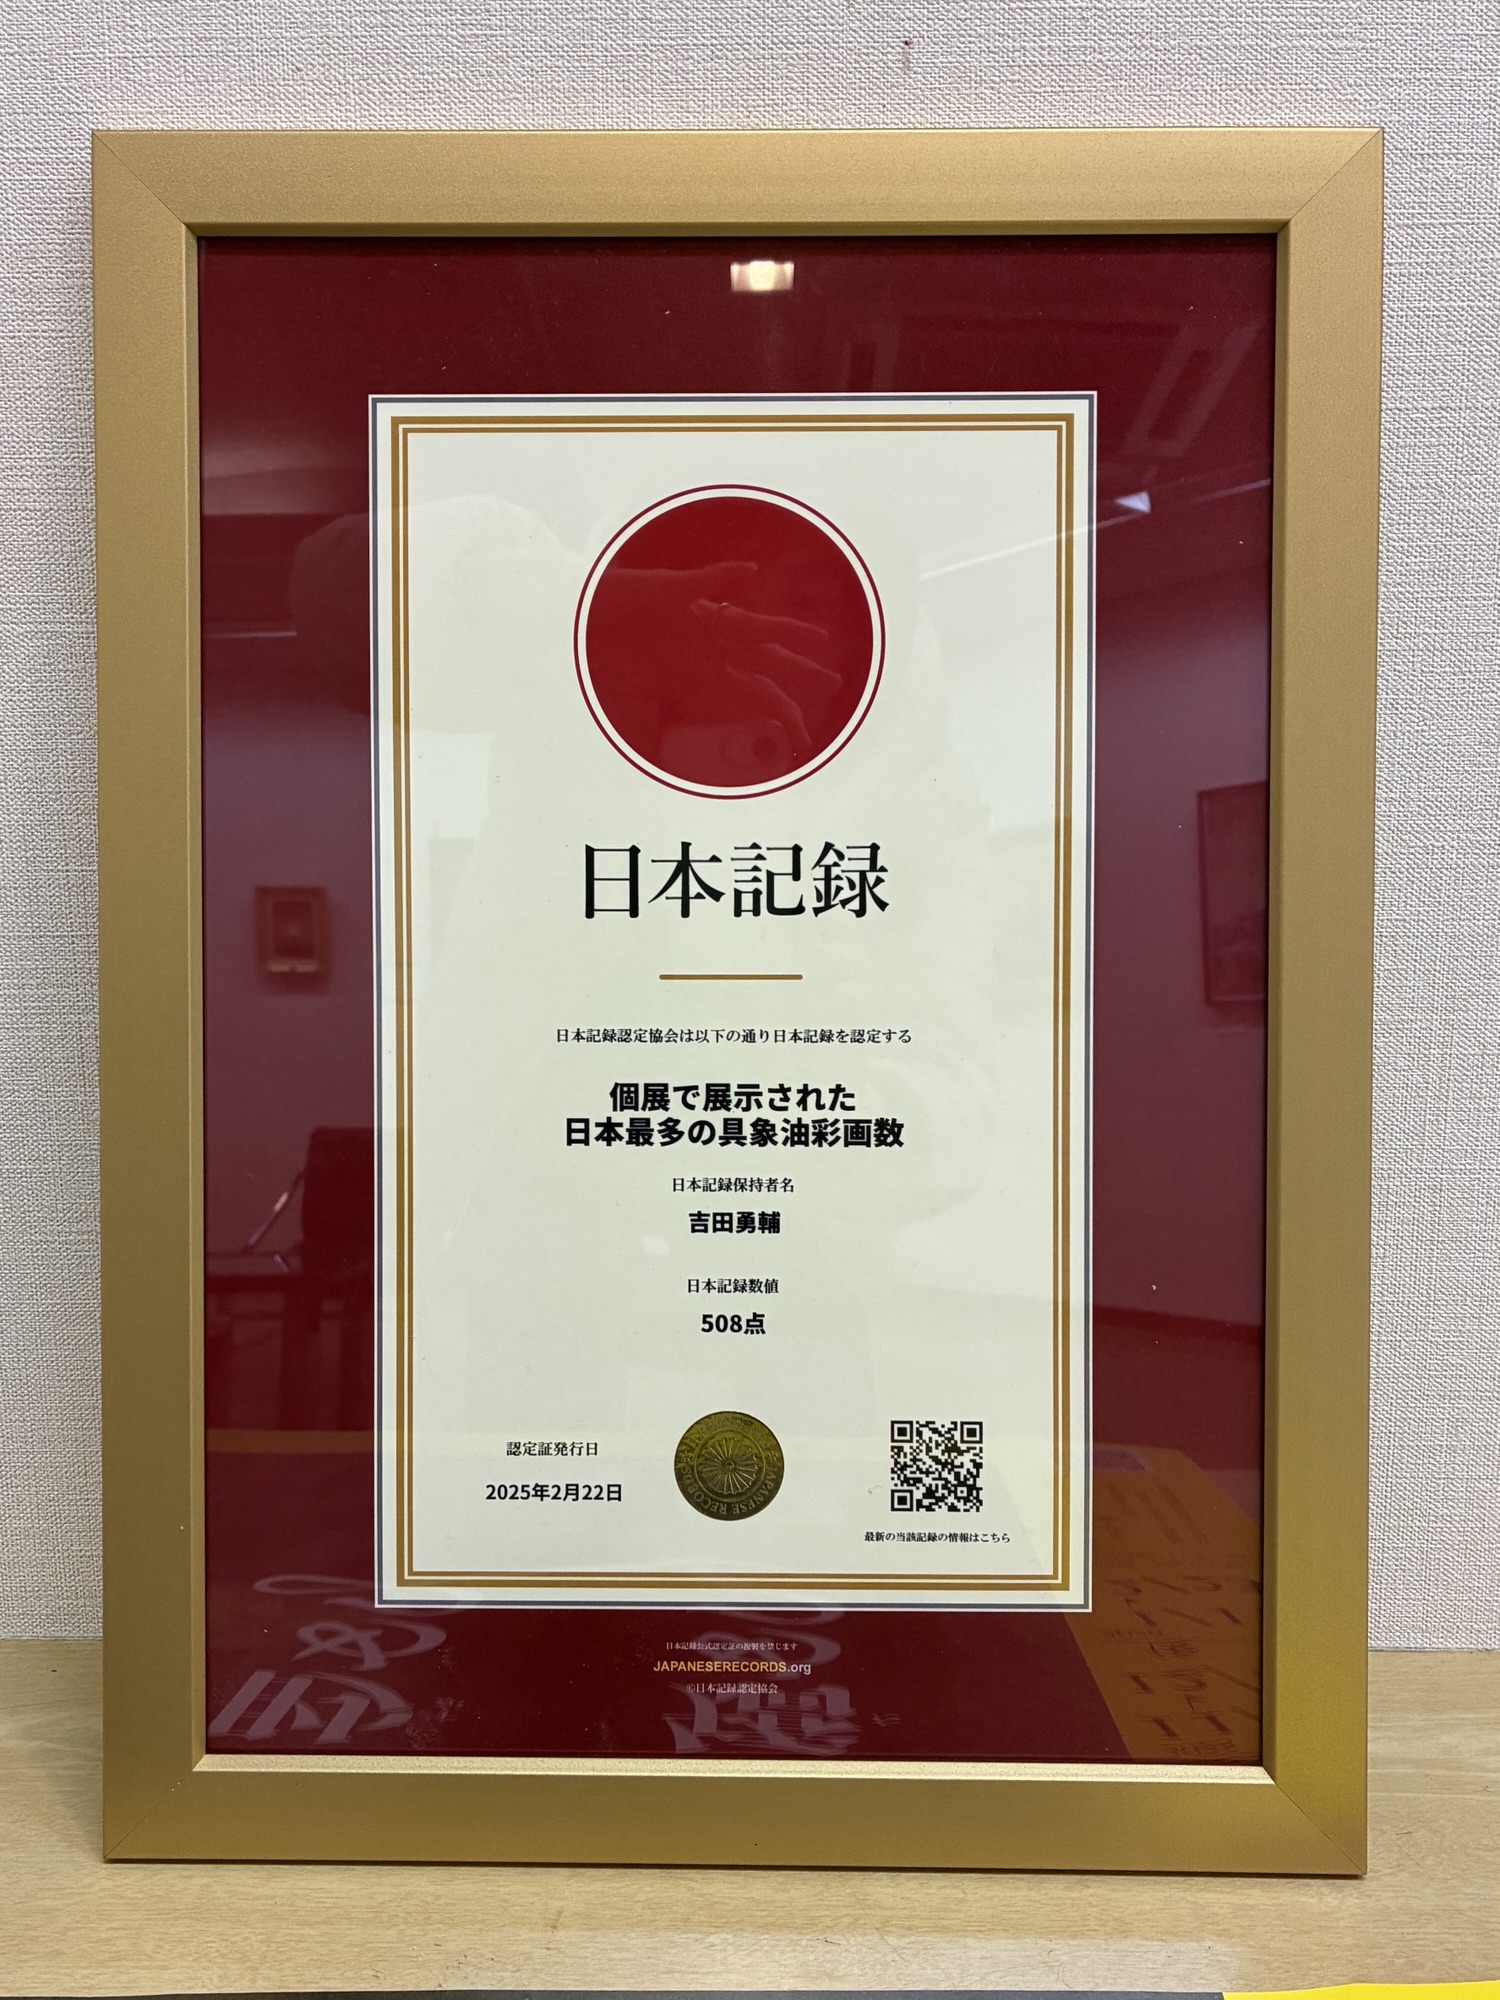 日本記録
日本記録認定協会は以下の通り日本記録を認定する
個展で展示された
日本最多の具象油彩画数
日本記録保持者名
吉田勇輔
日本記録数値
508点
認定証発行日
2025年2月22日
JAPANESE RECORDS
最新の当該記録の情報はこちら
日本記録公式認定証の複製を禁じます
JAPANESERECORDS.org
©日本記録認定協会